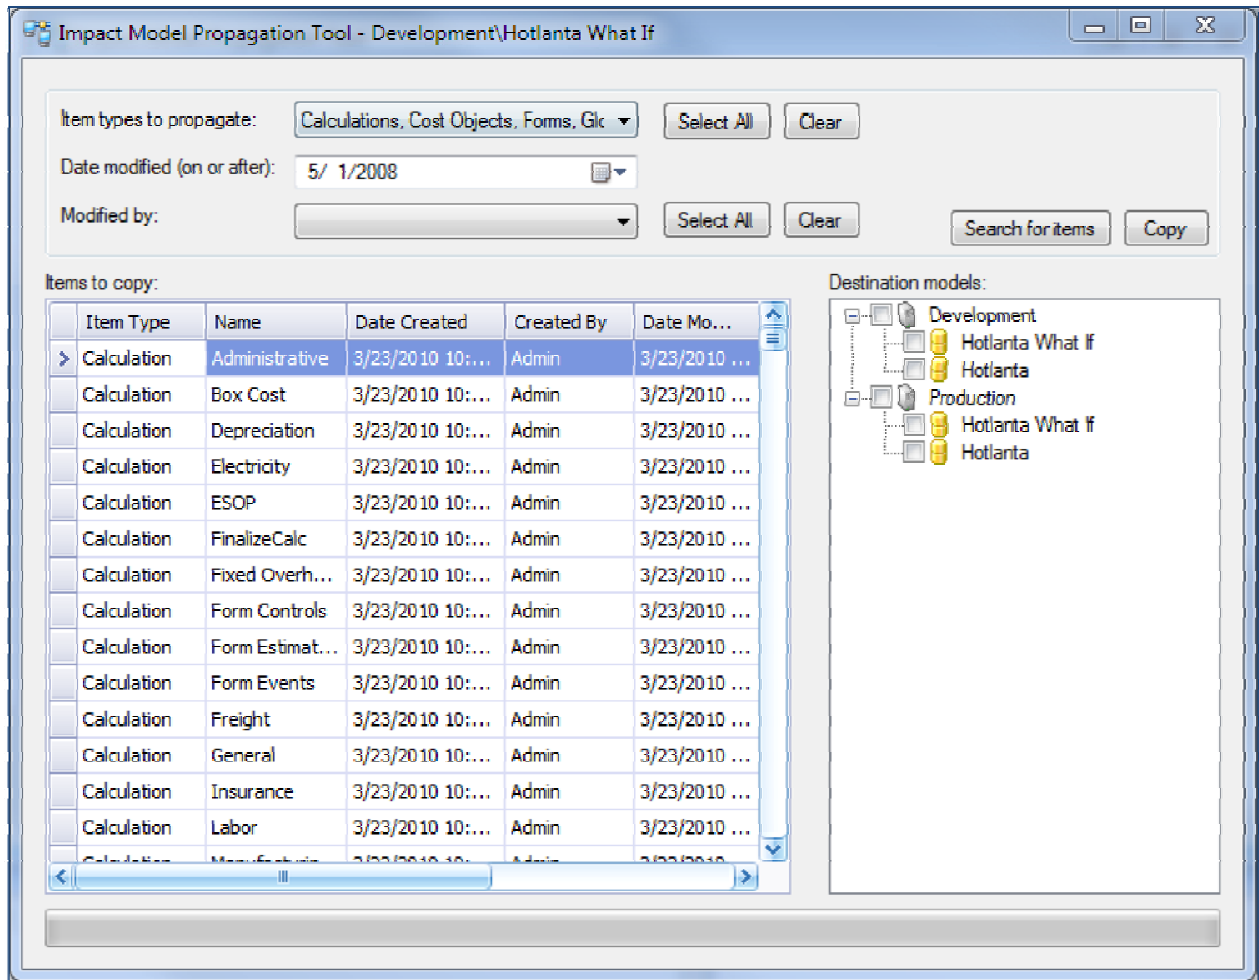 Impact Model Propagation Tool - Development\Hotlanta What If
Item types to propagate: Calculations, Cost Objects, Forms, Glc Select All Clear
Date modified (on or after): 5/ 1/2008
Modified by: Select All Clear Search for items Copy
Items to copy:
Item Type Name Date Created Created By Date Mo...
Calculation Administrative 3/23/2010 10:... Admin 3/23/2010 ...
Calculation Box Cost 3/23/2010 10:... Admin 3/23/2010 ...
Calculation Depreciation 3/23/2010 10:... Admin 3/23/2010 ...
Calculation Electricity 3/23/2010 10:... Admin 3/23/2010 ...
Calculation ESOP 3/23/2010 10:... Admin 3/23/2010 ...
Calculation FinalizeCalc 3/23/2010 10:... Admin 3/23/2010 ...
Calculation Fixed Overh... 3/23/2010 10:... Admin 3/23/2010 ...
Calculation Form Controls 3/23/2010 10:... Admin 3/23/2010 ...
Calculation Form Estimat... 3/23/2010 10:... Admin 3/23/2010 ...
Calculation Form Events 3/23/2010 10:... Admin 3/23/2010 ...
Calculation Freight 3/23/2010 10:... Admin 3/23/2010 ...
Calculation General 3/23/2010 10:... Admin 3/23/2010 ...
Calculation Insurance 3/23/2010 10:... Admin 3/23/2010 ...
Calculation Labor 3/23/2010 10:... Admin 3/23/2010 ...
Destination models:
Development
Hotlanta What If
Hotlanta
Production
Hotlanta What If
Hotlanta